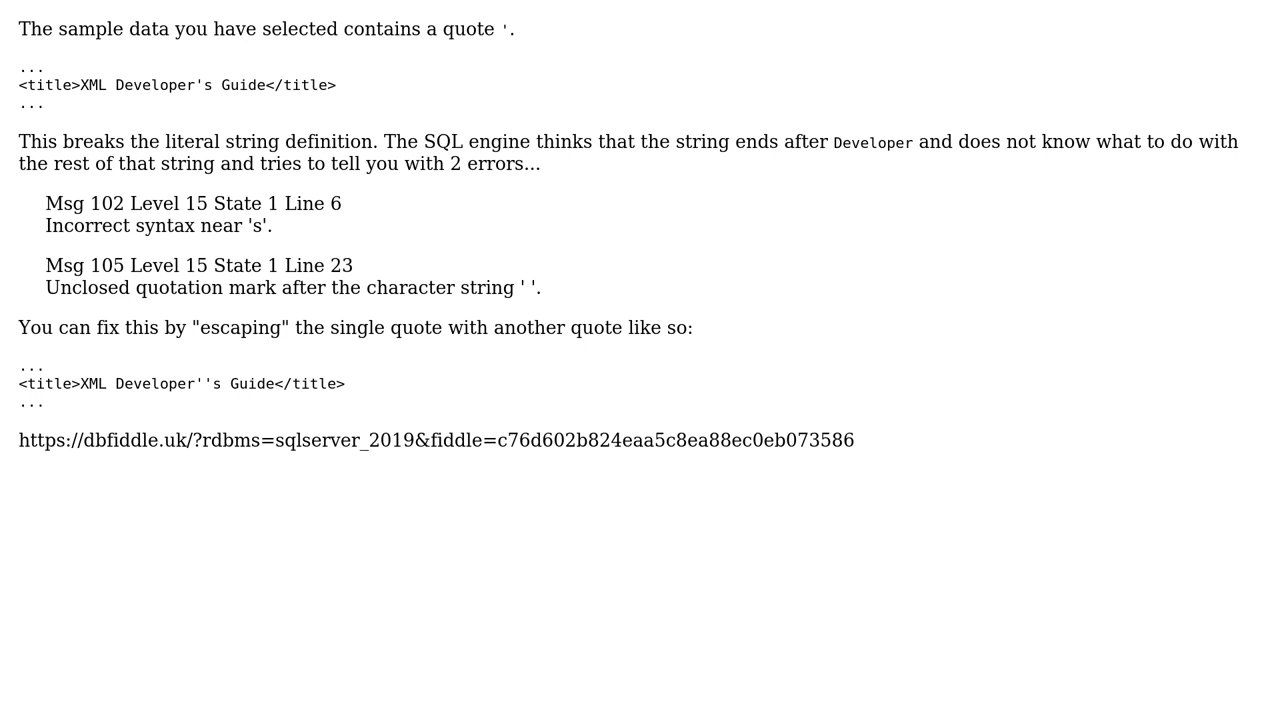 The sample data you have selected contains a quote '.
...
<title>XML Developer's Guide</title>
...
This breaks the literal string definition. The SQL engine thinks that the string ends after Developer and does not know what to do with
the rest of that string and tries to tell you with 2 errors...
Msg 102 Level 15 State 1 Line 6
Incorrect syntax near 's'.
Msg 105 Level 15 State 1 Line 23
Unclosed quotation mark after the character string ' '.
You can fix this by "escaping" the single quote with another quote like so:
...
<title>XML Developer''s Guide</title>
...
https://dbfiddle.uk/?rdbms=sqlserver_2019&fiddle=c76d602b824eaa5c8ea88ec0eb073586